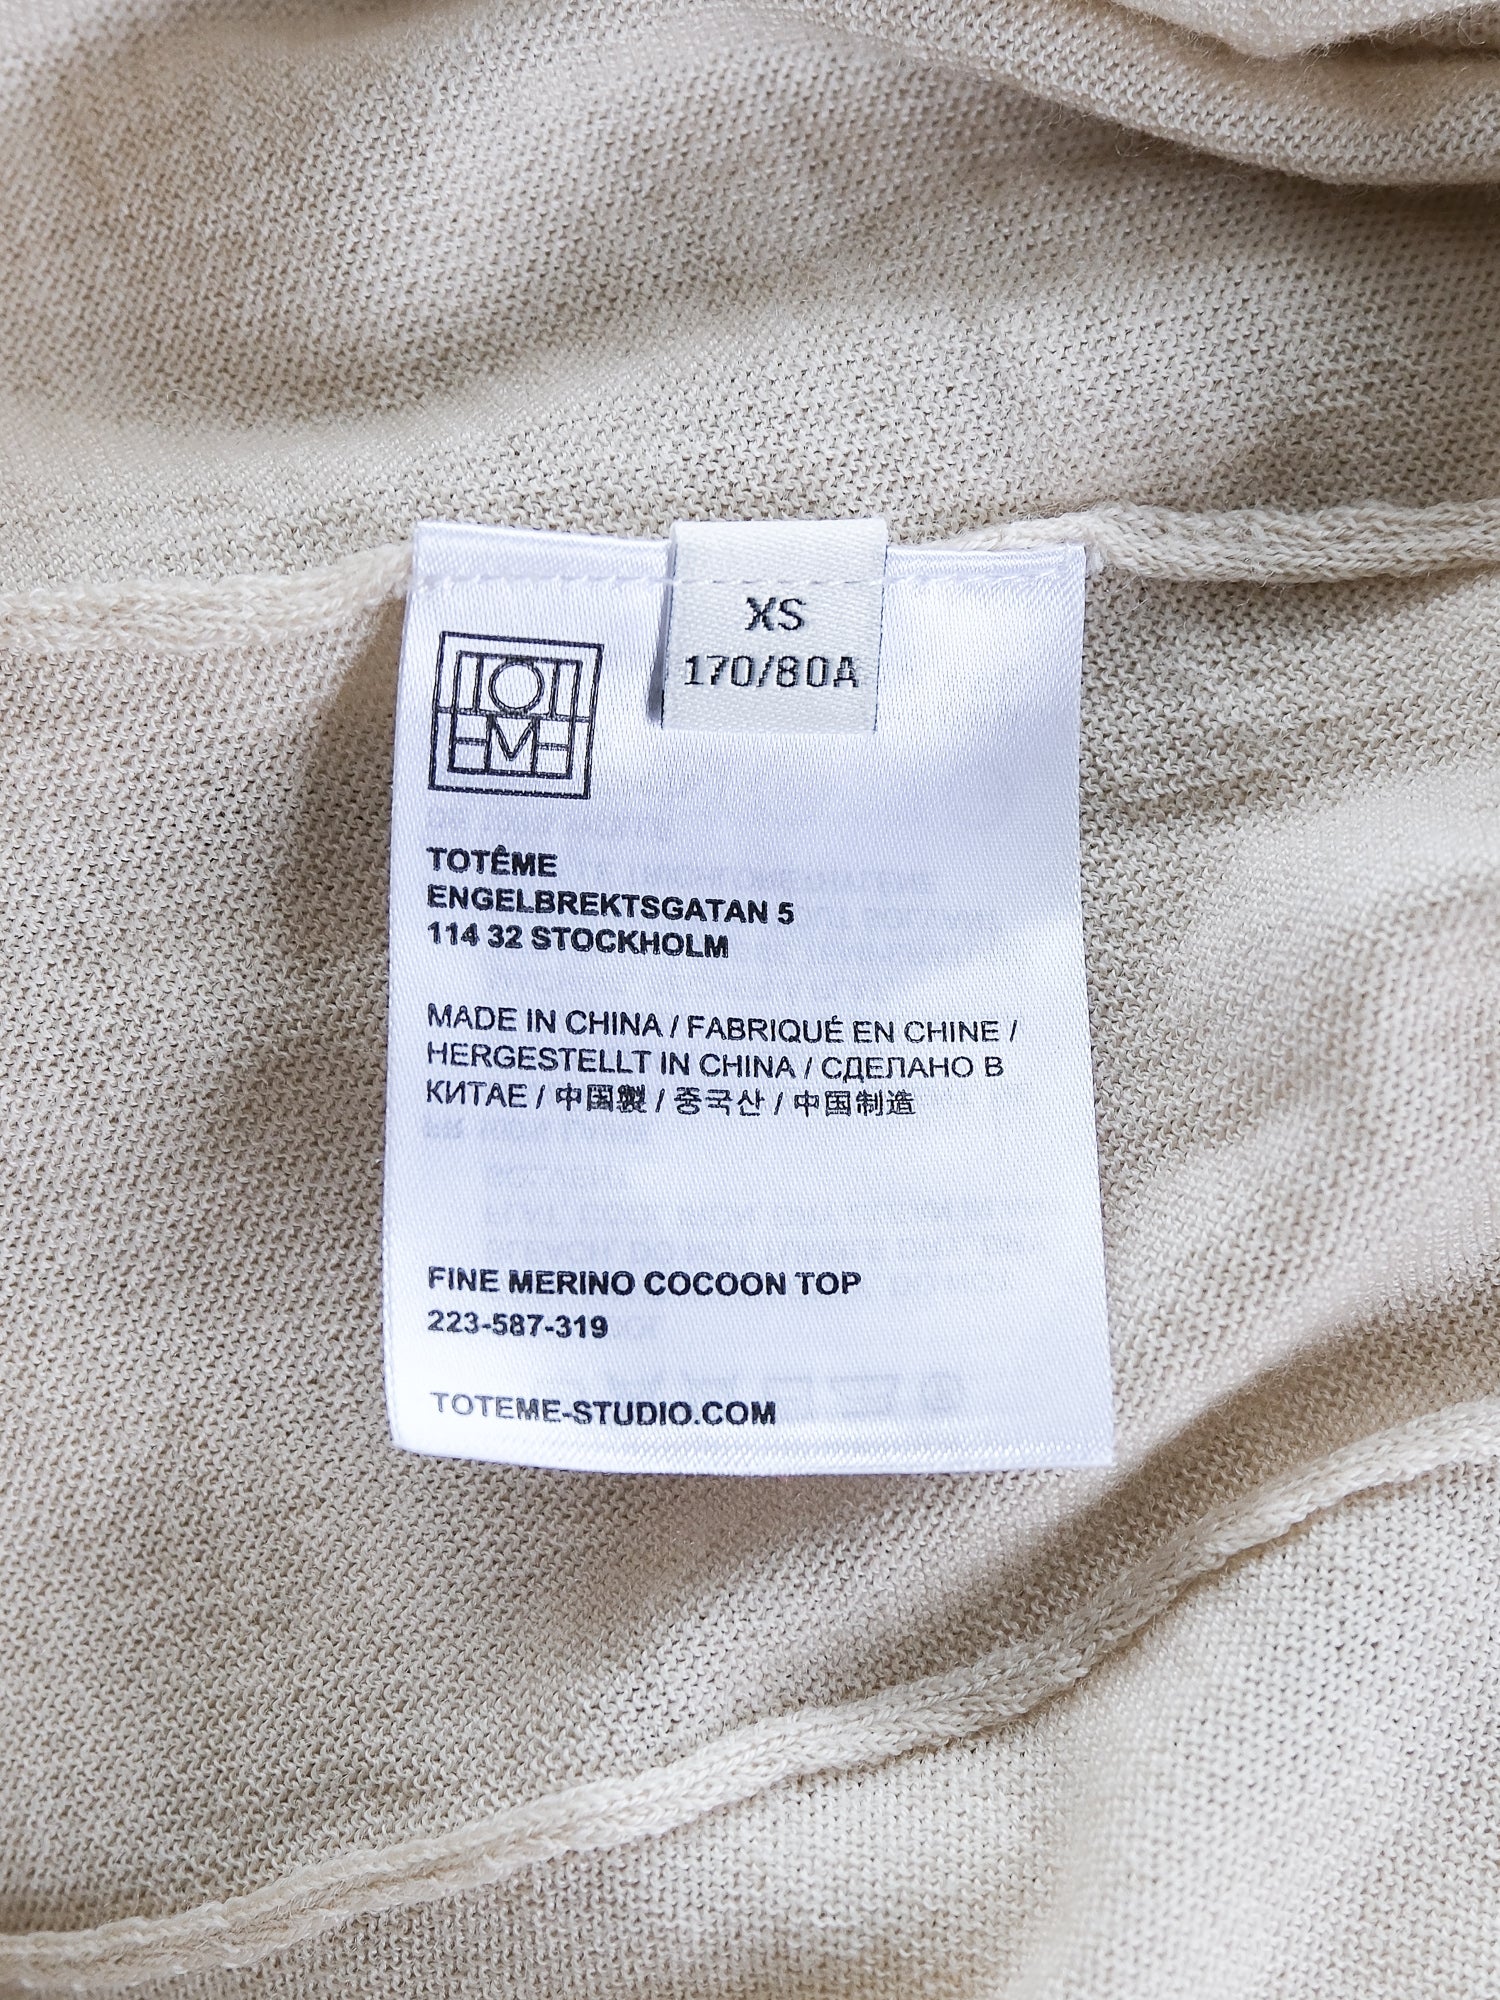 XS
170/80A
TOTEME
TOTÊME
ENGELBREKTSGATAN 5
114 32 STOCKHOLM
MADE IN CHINA / FABRIQUÉ EN CHINE /
HERGESTELLT IN CHINA / СДЕЛАНО В
КИТАЕ / 中国製 / 중국산 / 中国制造
FINE MERINO COCOON TOP
223-587-319
TOTEME-STUDIO.COM